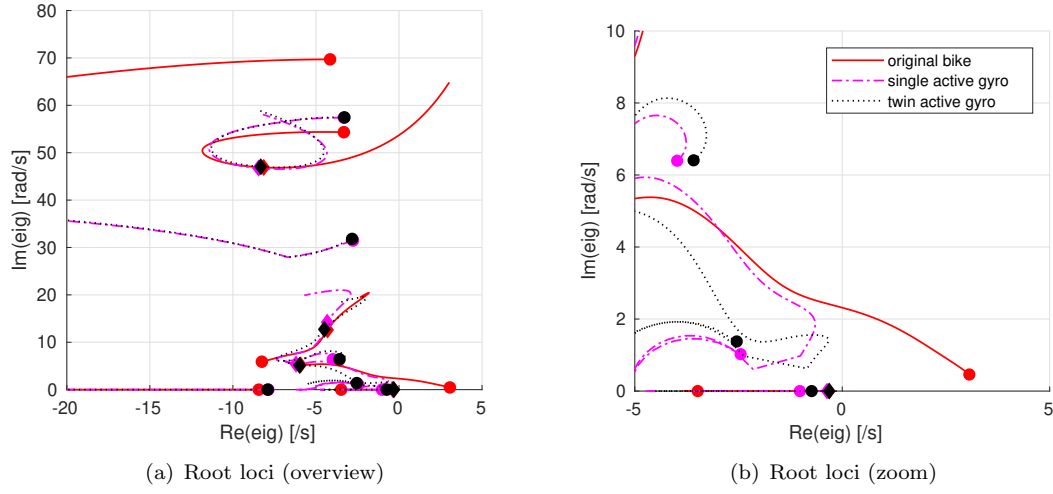 80
70
60
50
40
30
20
10
0
-20
-15
-10
-5
0
5
Im(eig) [rad/s]
Re(eig) [/s]
(a) Root loci (overview)
10
8
6
4
2
0
-5
0
5
Im(eig) [rad/s]
Re(eig) [/s]
original bike
single active gyro
twin active gyro
(b) Root loci (zoom)